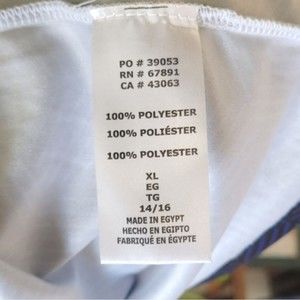 PO # 39053
RN # 67891
CA # 43063
100% POLYESTER
100% POLIÉSTER
100% POLYESTER
XL
EG
TG
14/16
MADE IN EGYPT
HECHO EN EGIPTO
FABRIQUÉ EN ÉGYPTE